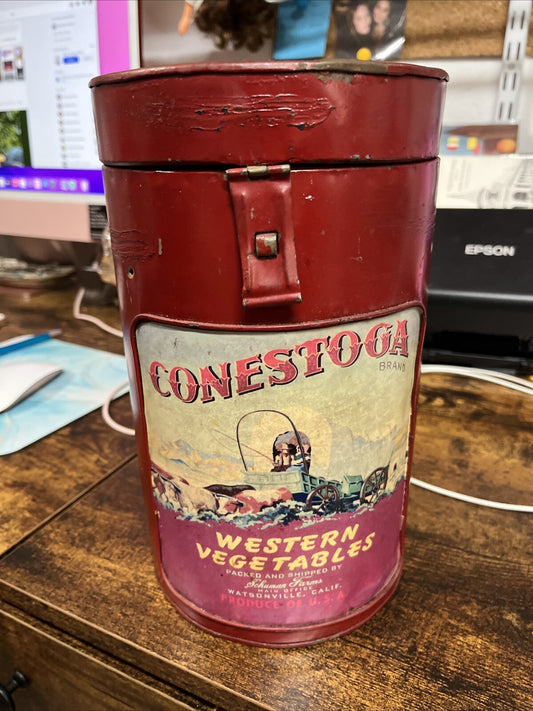 EPSON
CONESTOGA
BRAND
WESTERN
VEGETABLES
PACKED AND SHIPPED BY
Schuman Farms
MAIN OFFICE
WATSONVILLE, CALIF.
PRODUCE OF U.S.A.